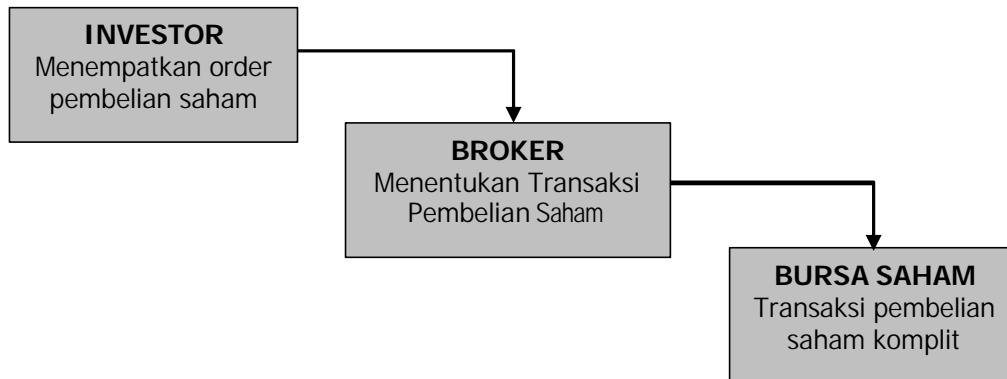 INVESTOR
Menempatkan order
pembelian saham
BROKER
Menentukan Transaksi
Pembelian Saham
BURSA SAHAM
Transaksi pembelian
saham komplit